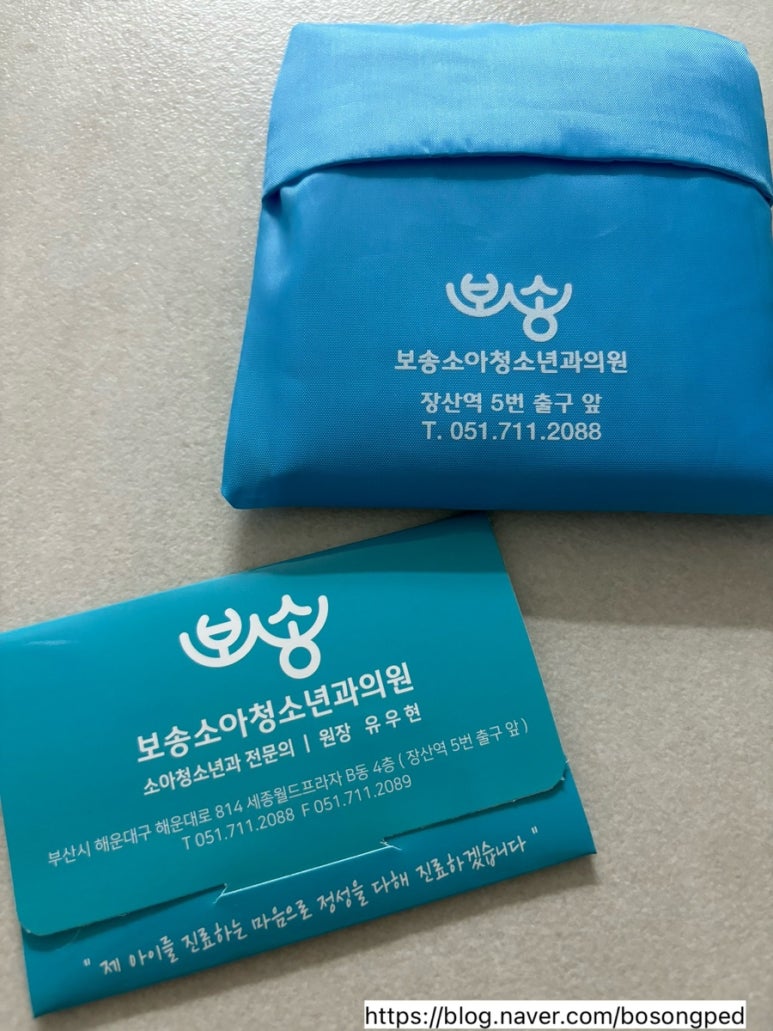 보송
보송소아청소년과의원
장산역 5번 출구 앞
T. 051.711.2088
보송
보송소아청소년과의원
소아청소년과 전문의 | 원장 유우현
부산시 해운대구 해운대로 814 세종월드프라자 B동 4층 ( 장산역 5번 출구 앞 )
T 051.711.2088 F 051.711.2089
" 제 아이를 진료하는 마음으로 정성을 다해 진료하겠습니다 "
https://blog.naver.com/bosongped